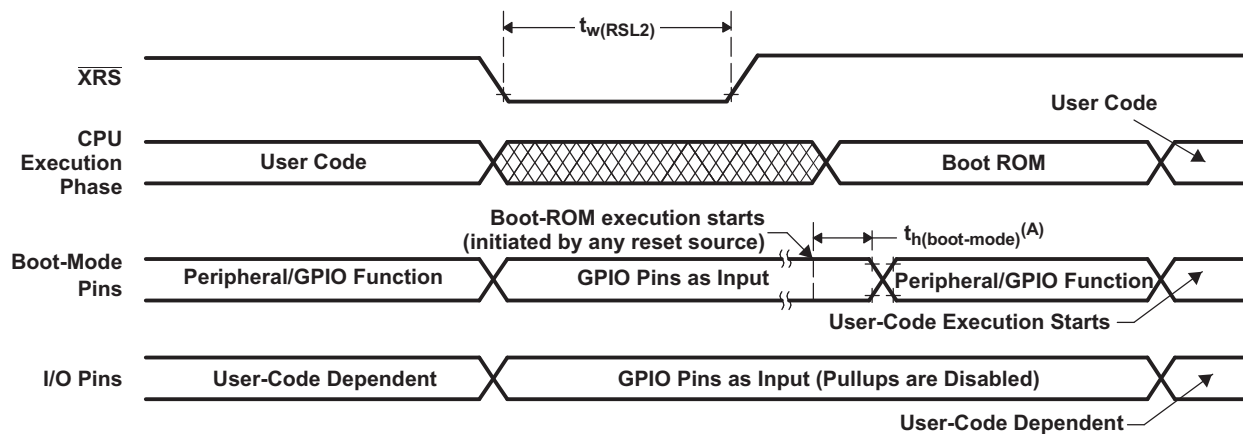 tw(RSL2)
XRS
User Code
CPU
Execution
Phase
User Code
Boot ROM
Boot-ROM execution starts
(initiated by any reset source)
th(boot-mode)(A)
Boot-Mode
Pins
Peripheral/GPIO Function
GPIO Pins as Input
Peripheral/GPIO Function
User-Code Execution Starts
I/O Pins
User-Code Dependent
GPIO Pins as Input (Pullups are Disabled)
User-Code Dependent